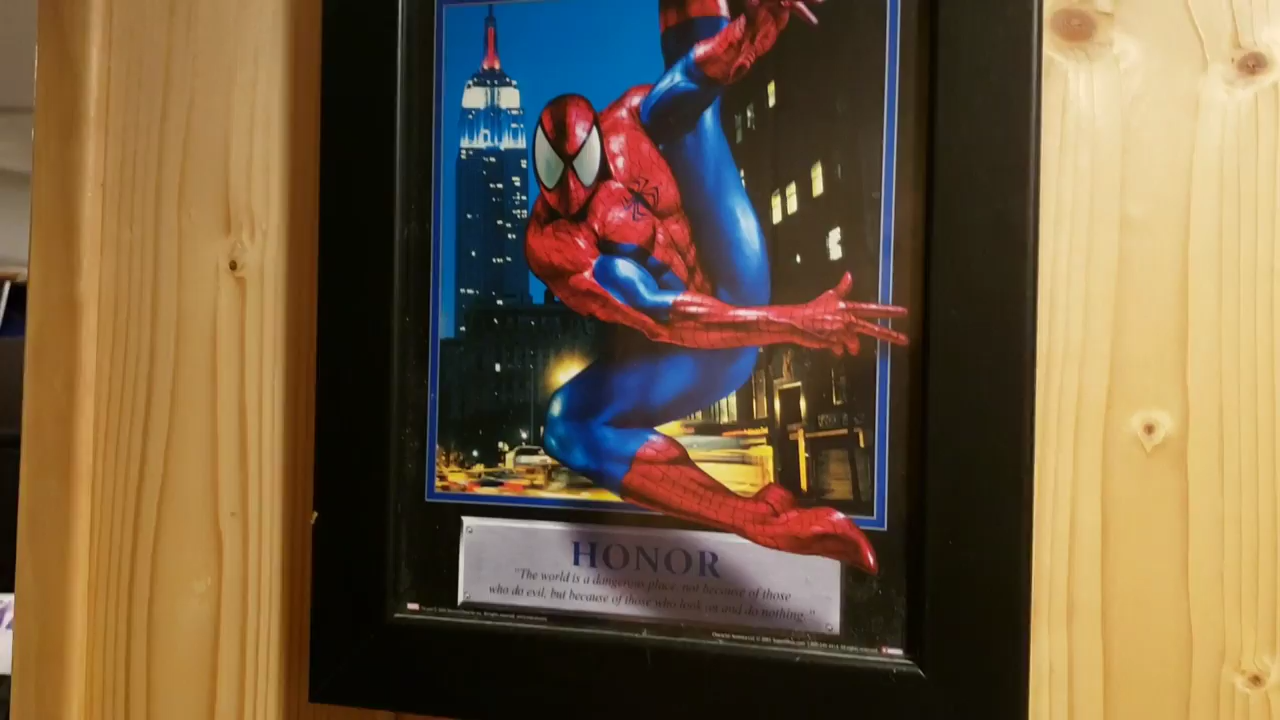 HONOR
"The world is a dangerous place, not because of those
who do evil, but because of those who look on and do nothing."